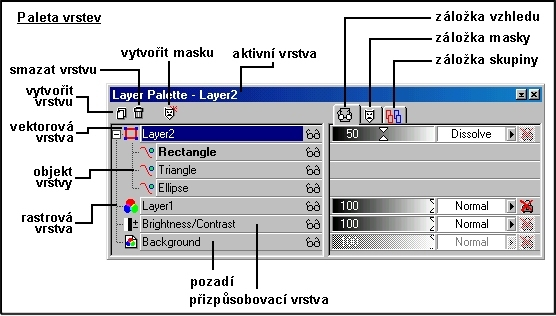 Paleta vrstev
záložka vzhledu
záložka masky
záložka skupiny
vytvořit masku
aktivní vrstva
smazat vrstvu
vytvořit
vrstvu
vektorová
vrstva
objekt
vrstvy
rastrová
vrstva
Layer Palette - Layer2
Layer2 50 Dissolve
Rectangle
Triangle
Ellipse
Layer1 100 Normal
Brightness/Contrast 100 Normal
Background 100 Normal
pozadí
přizpůsobovací vrstva